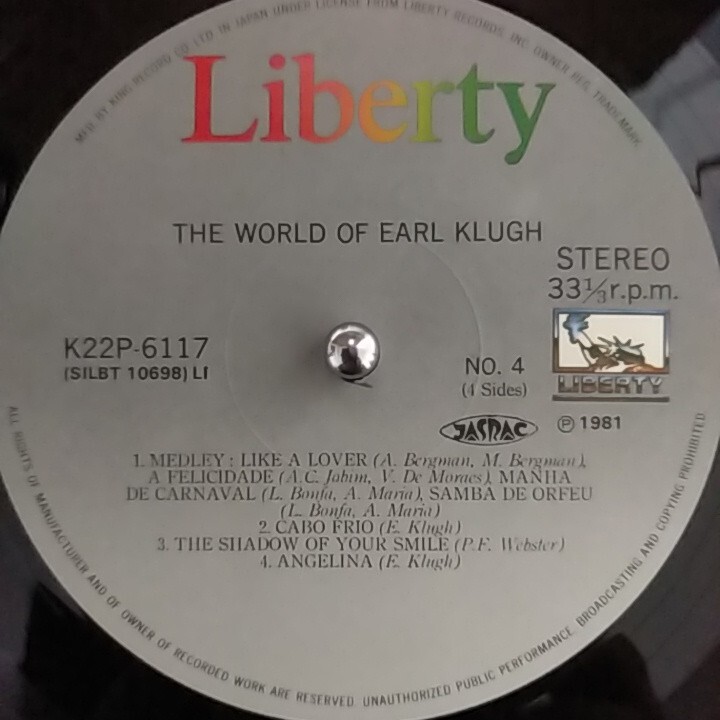 MF'D. BY KING RECORD CO. LTD. IN JAPAN UNDER LICENSE FROM LIBERTY RECORDS, INC. OWNER REG. TRADEMARK.
Liberty
THE WORLD OF EARL KLUGH
STEREO
33⅓r.p.m.
K22P-6117
(SILBT 10698) LI
NO. 4
(4 Sides)
LIBERTY
JASRAC
℗ 1981
1. MEDLEY : LIKE A LOVER (A. Bergman, M. Bergman),
A FELICIDADE (A.C. Jobim, V. De Moraes), MANHA
DE CARNAVAL (L. Bonfa, A. Maria), SAMBA DE ORFEU
(L. Bonfa, A. Maria)
2. CABO FRIO (E. Klugh)
3. THE SHADOW OF YOUR SMILE (P.F. Webster)
4. ANGELINA (E. Klugh)
ALL RIGHTS OF MANUFACTURER AND OF OWNER OF RECORDED WORK ARE RESERVED. UNAUTHORIZED PUBLIC PERFORMANCE, BROADCASTING AND COPYING PROHIBITED.